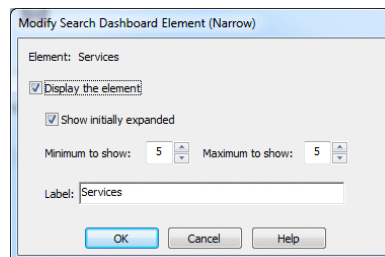 Modify Search Dashboard Element (Narrow)
Element: Services
Display the element
Show initially expanded
Minimum to show: 5 Maximum to show: 5
Label: Services
OK Cancel Help